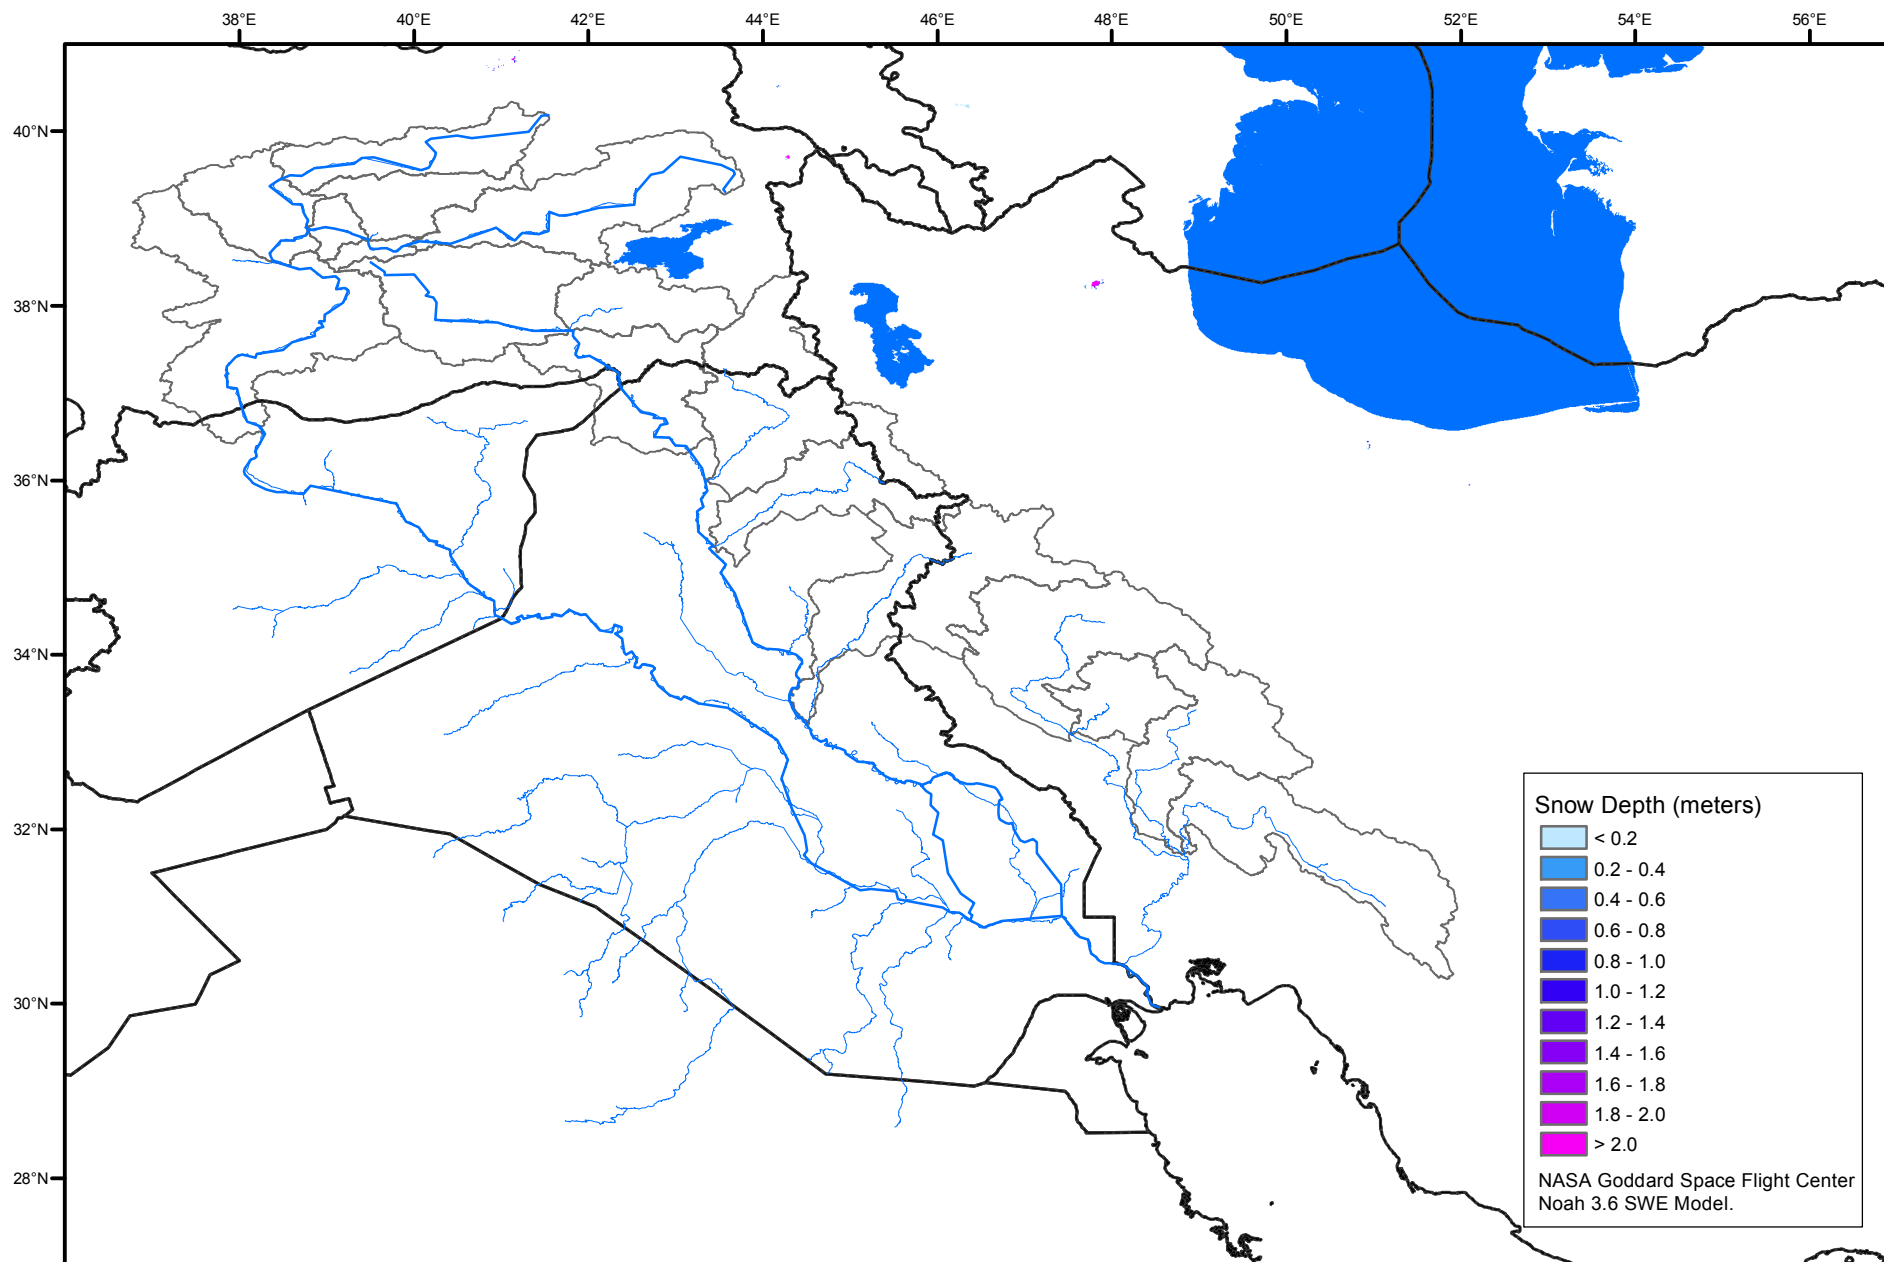 38°E 40°E 42°E 44°E 46°E 48°E 50°E 52°E 54°E 56°E
40°N
38°N
36°N
34°N
32°N
30°N
28°N
Snow Depth (meters)
< 0.2
0.2 - 0.4
0.4 - 0.6
0.6 - 0.8
0.8 - 1.0
1.0 - 1.2
1.2 - 1.4
1.4 - 1.6
1.6 - 1.8
1.8 - 2.0
> 2.0
NASA Goddard Space Flight Center
Noah 3.6 SWE Model.